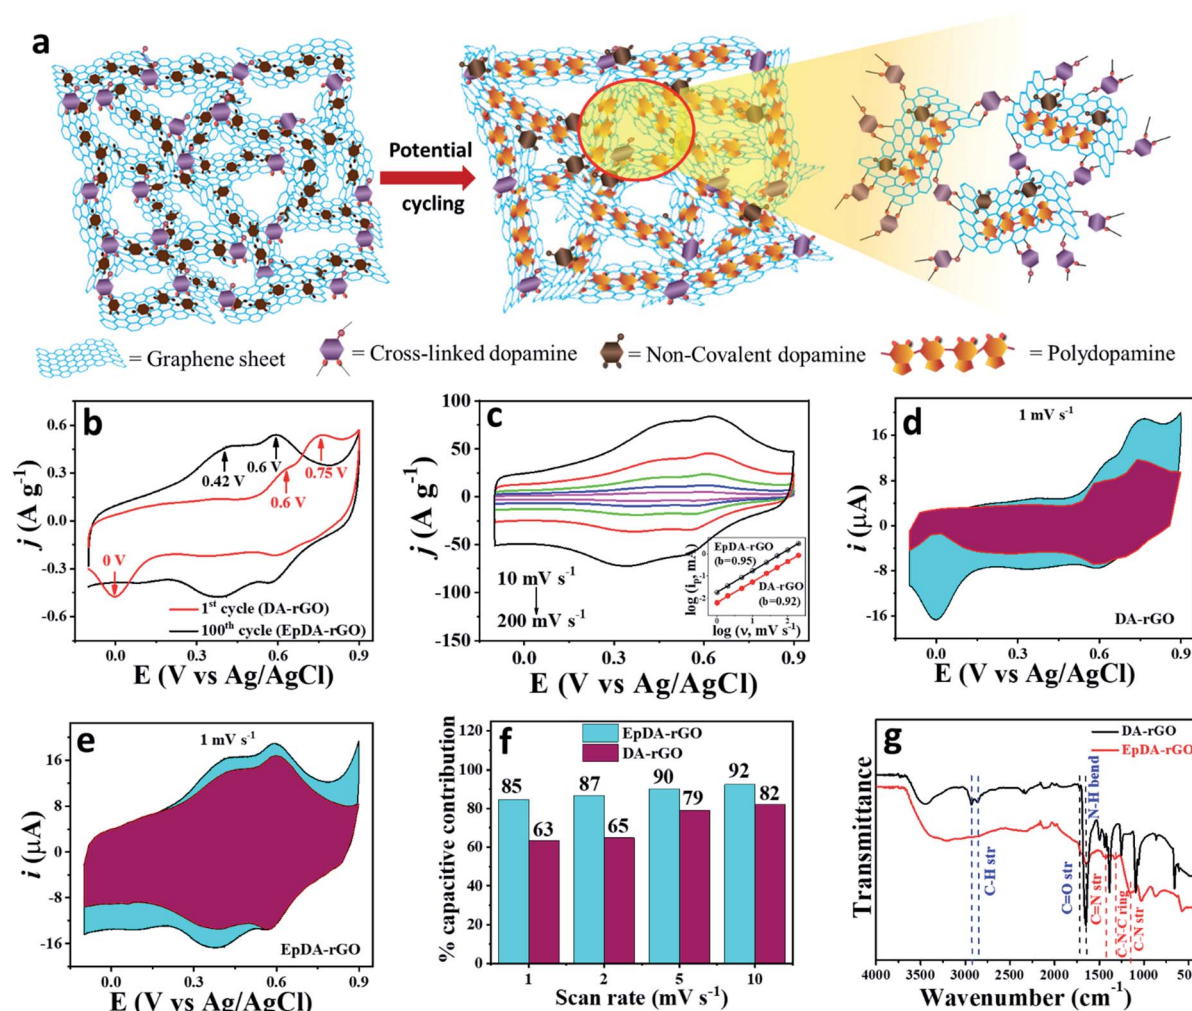 a
Potential
cycling
= Graphene sheet
= Cross-linked dopamine
= Non-Covalent dopamine
= Polydopamine
b
j (A g⁻¹)
0.6
0.3
0.0
-0.3
-0.6
0.42 V
0.6 V
0.75 V
0.6 V
0 V
1ˢᵗ cycle (DA-rGO)
100ᵗʰ cycle (EpDA-rGO)
0.0 0.3 0.6 0.9
E (V vs Ag/AgCl)
c
j (A g⁻¹)
100
50
0
-50
-100
-150
10 mV s⁻¹
200 mV s⁻¹
log (iₚ, mA)
EpDA-rGO
(b=0.95)
DA-rGO
(b=0.92)
0
-1
-2
0 1 2
log (ν, mV s⁻¹)
0.0 0.3 0.6 0.9
E (V vs Ag/AgCl)
d
1 mV s⁻¹
i (µA)
16
8
0
-8
-16
DA-rGO
0.0 0.3 0.6 0.9
E (V vs Ag/AgCl)
e
1 mV s⁻¹
i (µA)
16
8
0
-8
-16
EpDA-rGO
0.0 0.3 0.6 0.9
E (V vs Ag/AgCl)
f
EpDA-rGO
DA-rGO
% capacitive contribution
120
100
80
60
40
20
0
85 63 87 65 90 79 92 82
1 2 5 10
Scan rate (mV s⁻¹)
g
DA-rGO
EpDA-rGO
Transmittance
C-H str
C=O str
N-H bend
C=N str
C-N-C ring
C-N str
4000 3500 3000 2500 2000 1500 1000
Wavenumber (cm⁻¹)